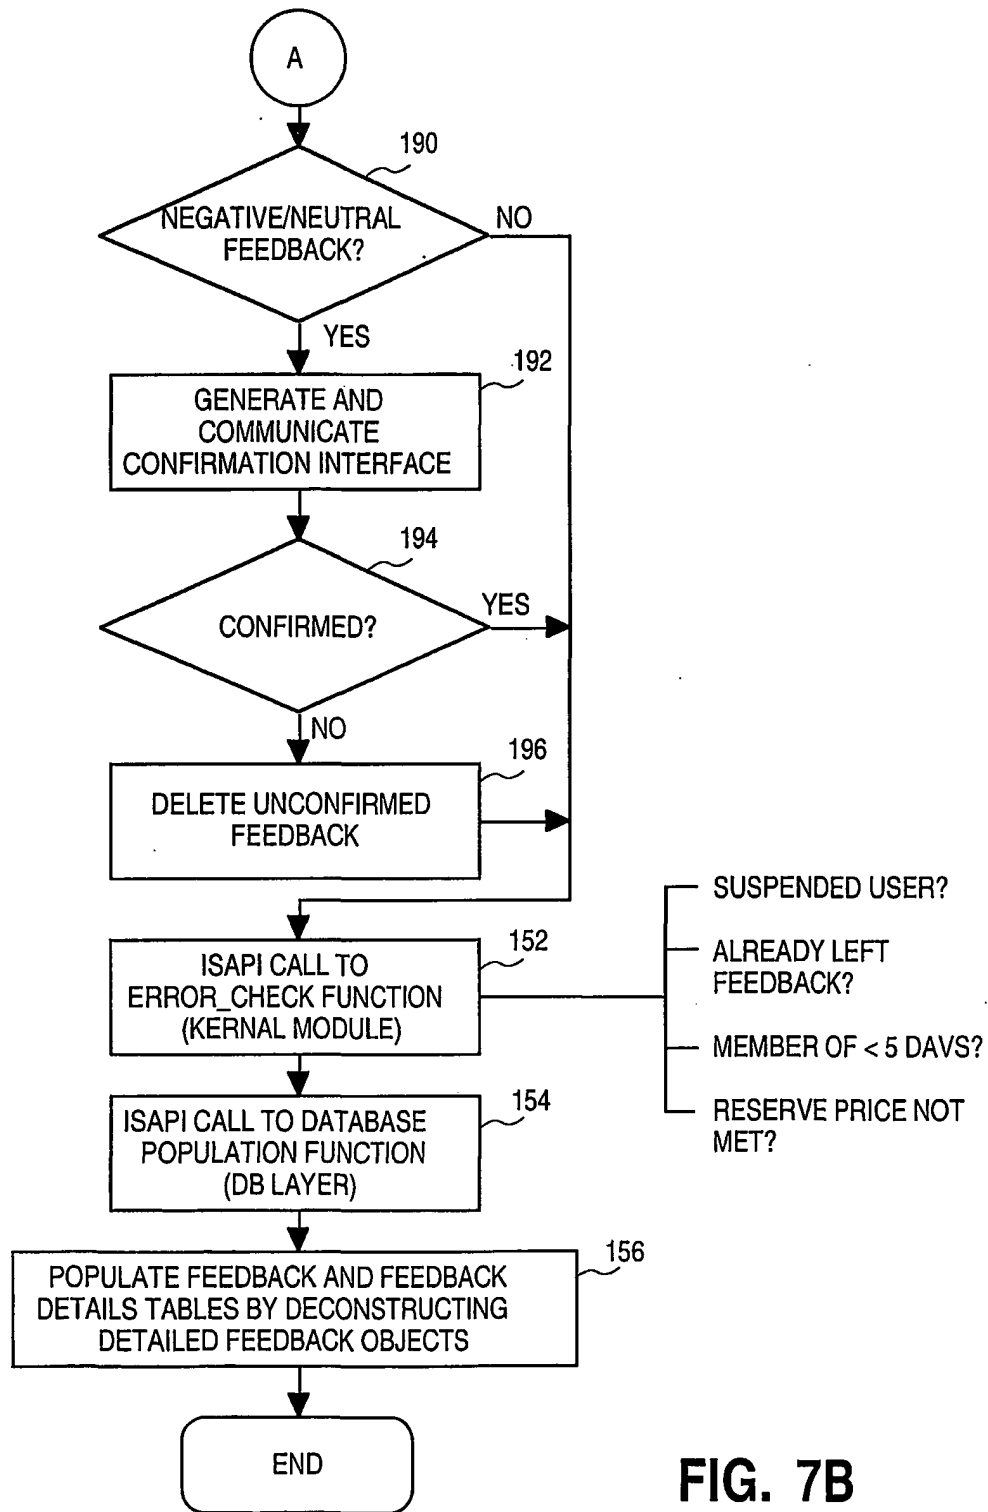 A
190
NEGATIVE/NEUTRAL
FEEDBACK?
NO
YES
192
GENERATE AND
COMMUNICATE
CONFIRMATION INTERFACE
194
CONFIRMED?
YES
NO
196
DELETE UNCONFIRMED
FEEDBACK
152
ISAPI CALL TO
ERROR_CHECK FUNCTION
(KERNAL MODULE)
SUSPENDED USER?
ALREADY LEFT
FEEDBACK?
MEMBER OF < 5 DAVS?
RESERVE PRICE NOT
MET?
154
ISAPI CALL TO DATABASE
POPULATION FUNCTION
(DB LAYER)
156
POPULATE FEEDBACK AND FEEDBACK
DETAILS TABLES BY DECONSTRUCTING
DETAILED FEEDBACK OBJECTS
END
FIG. 7B